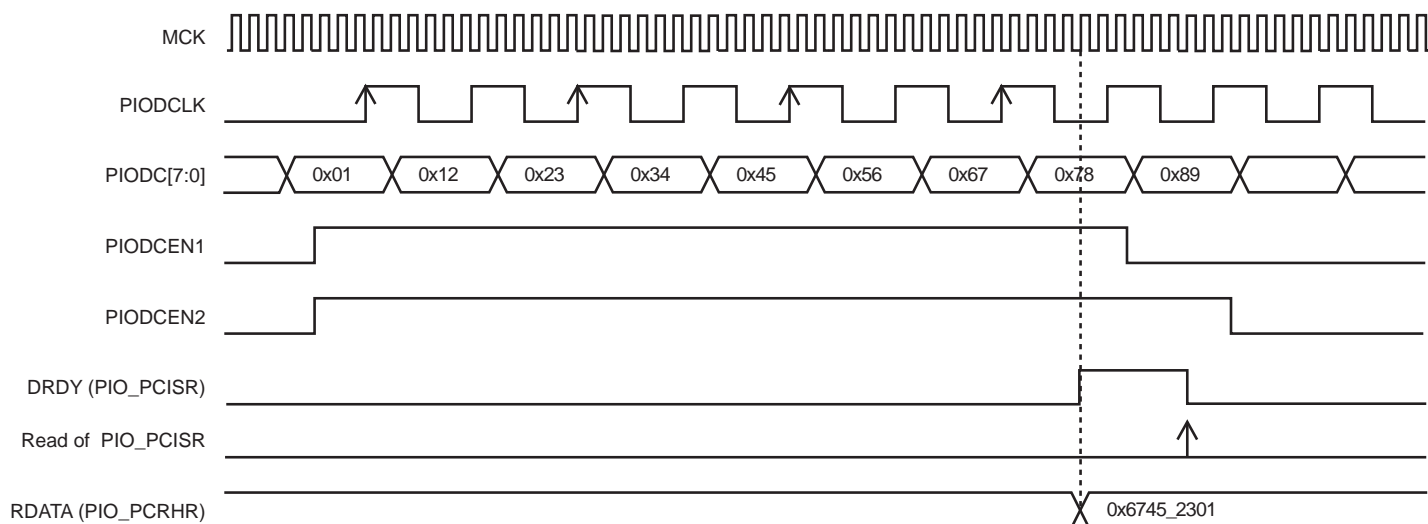 MCK
PIODCLK
PIODC[7:0] 0x01 0x12 0x23 0x34 0x45 0x56 0x67 0x78 0x89
PIODCEN1
PIODCEN2
DRDY (PIO_PCISR)
Read of PIO_PCISR
RDATA (PIO_PCRHR) 0x6745_2301